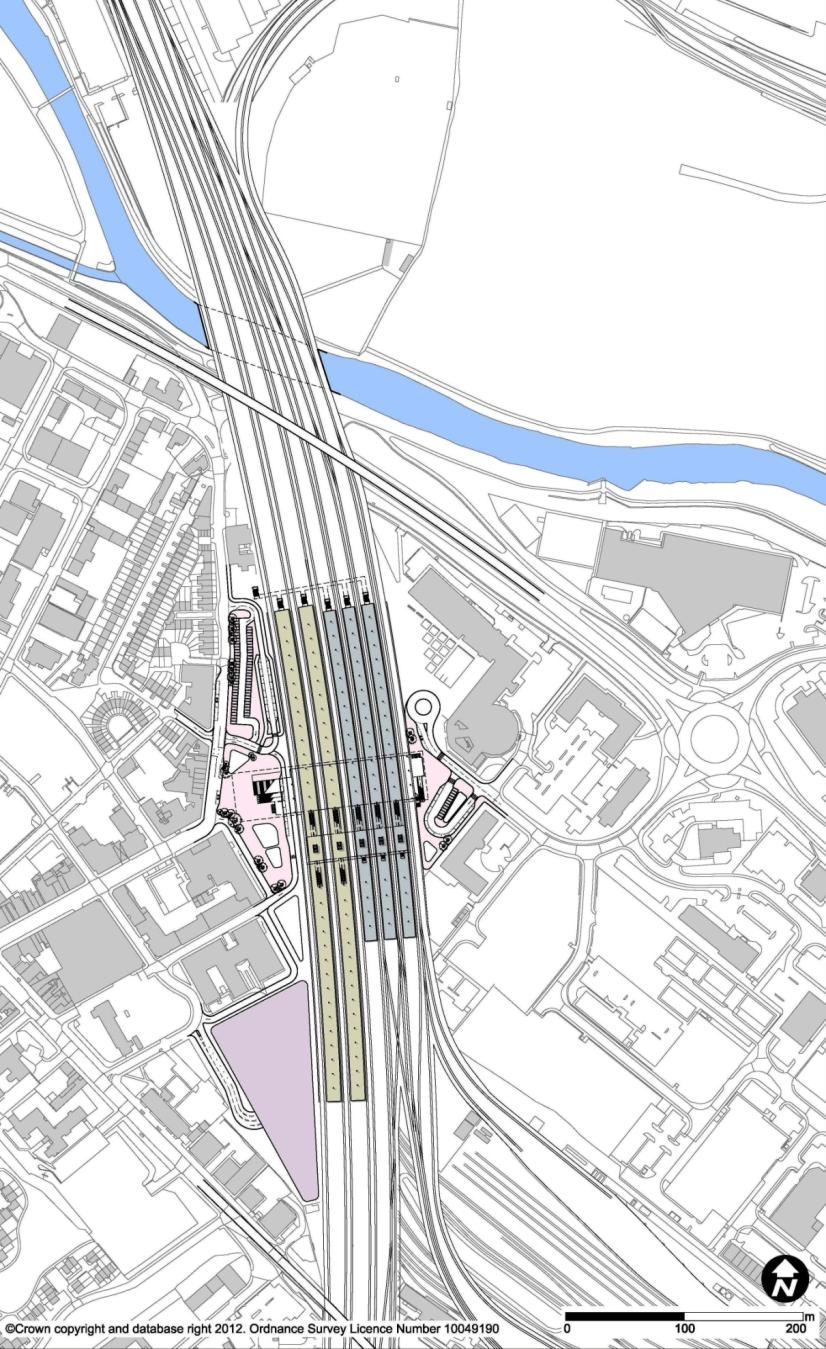 N
m
©Crown copyright and database right 2012. Ordnance Survey Licence Number 10049190
0 100 200